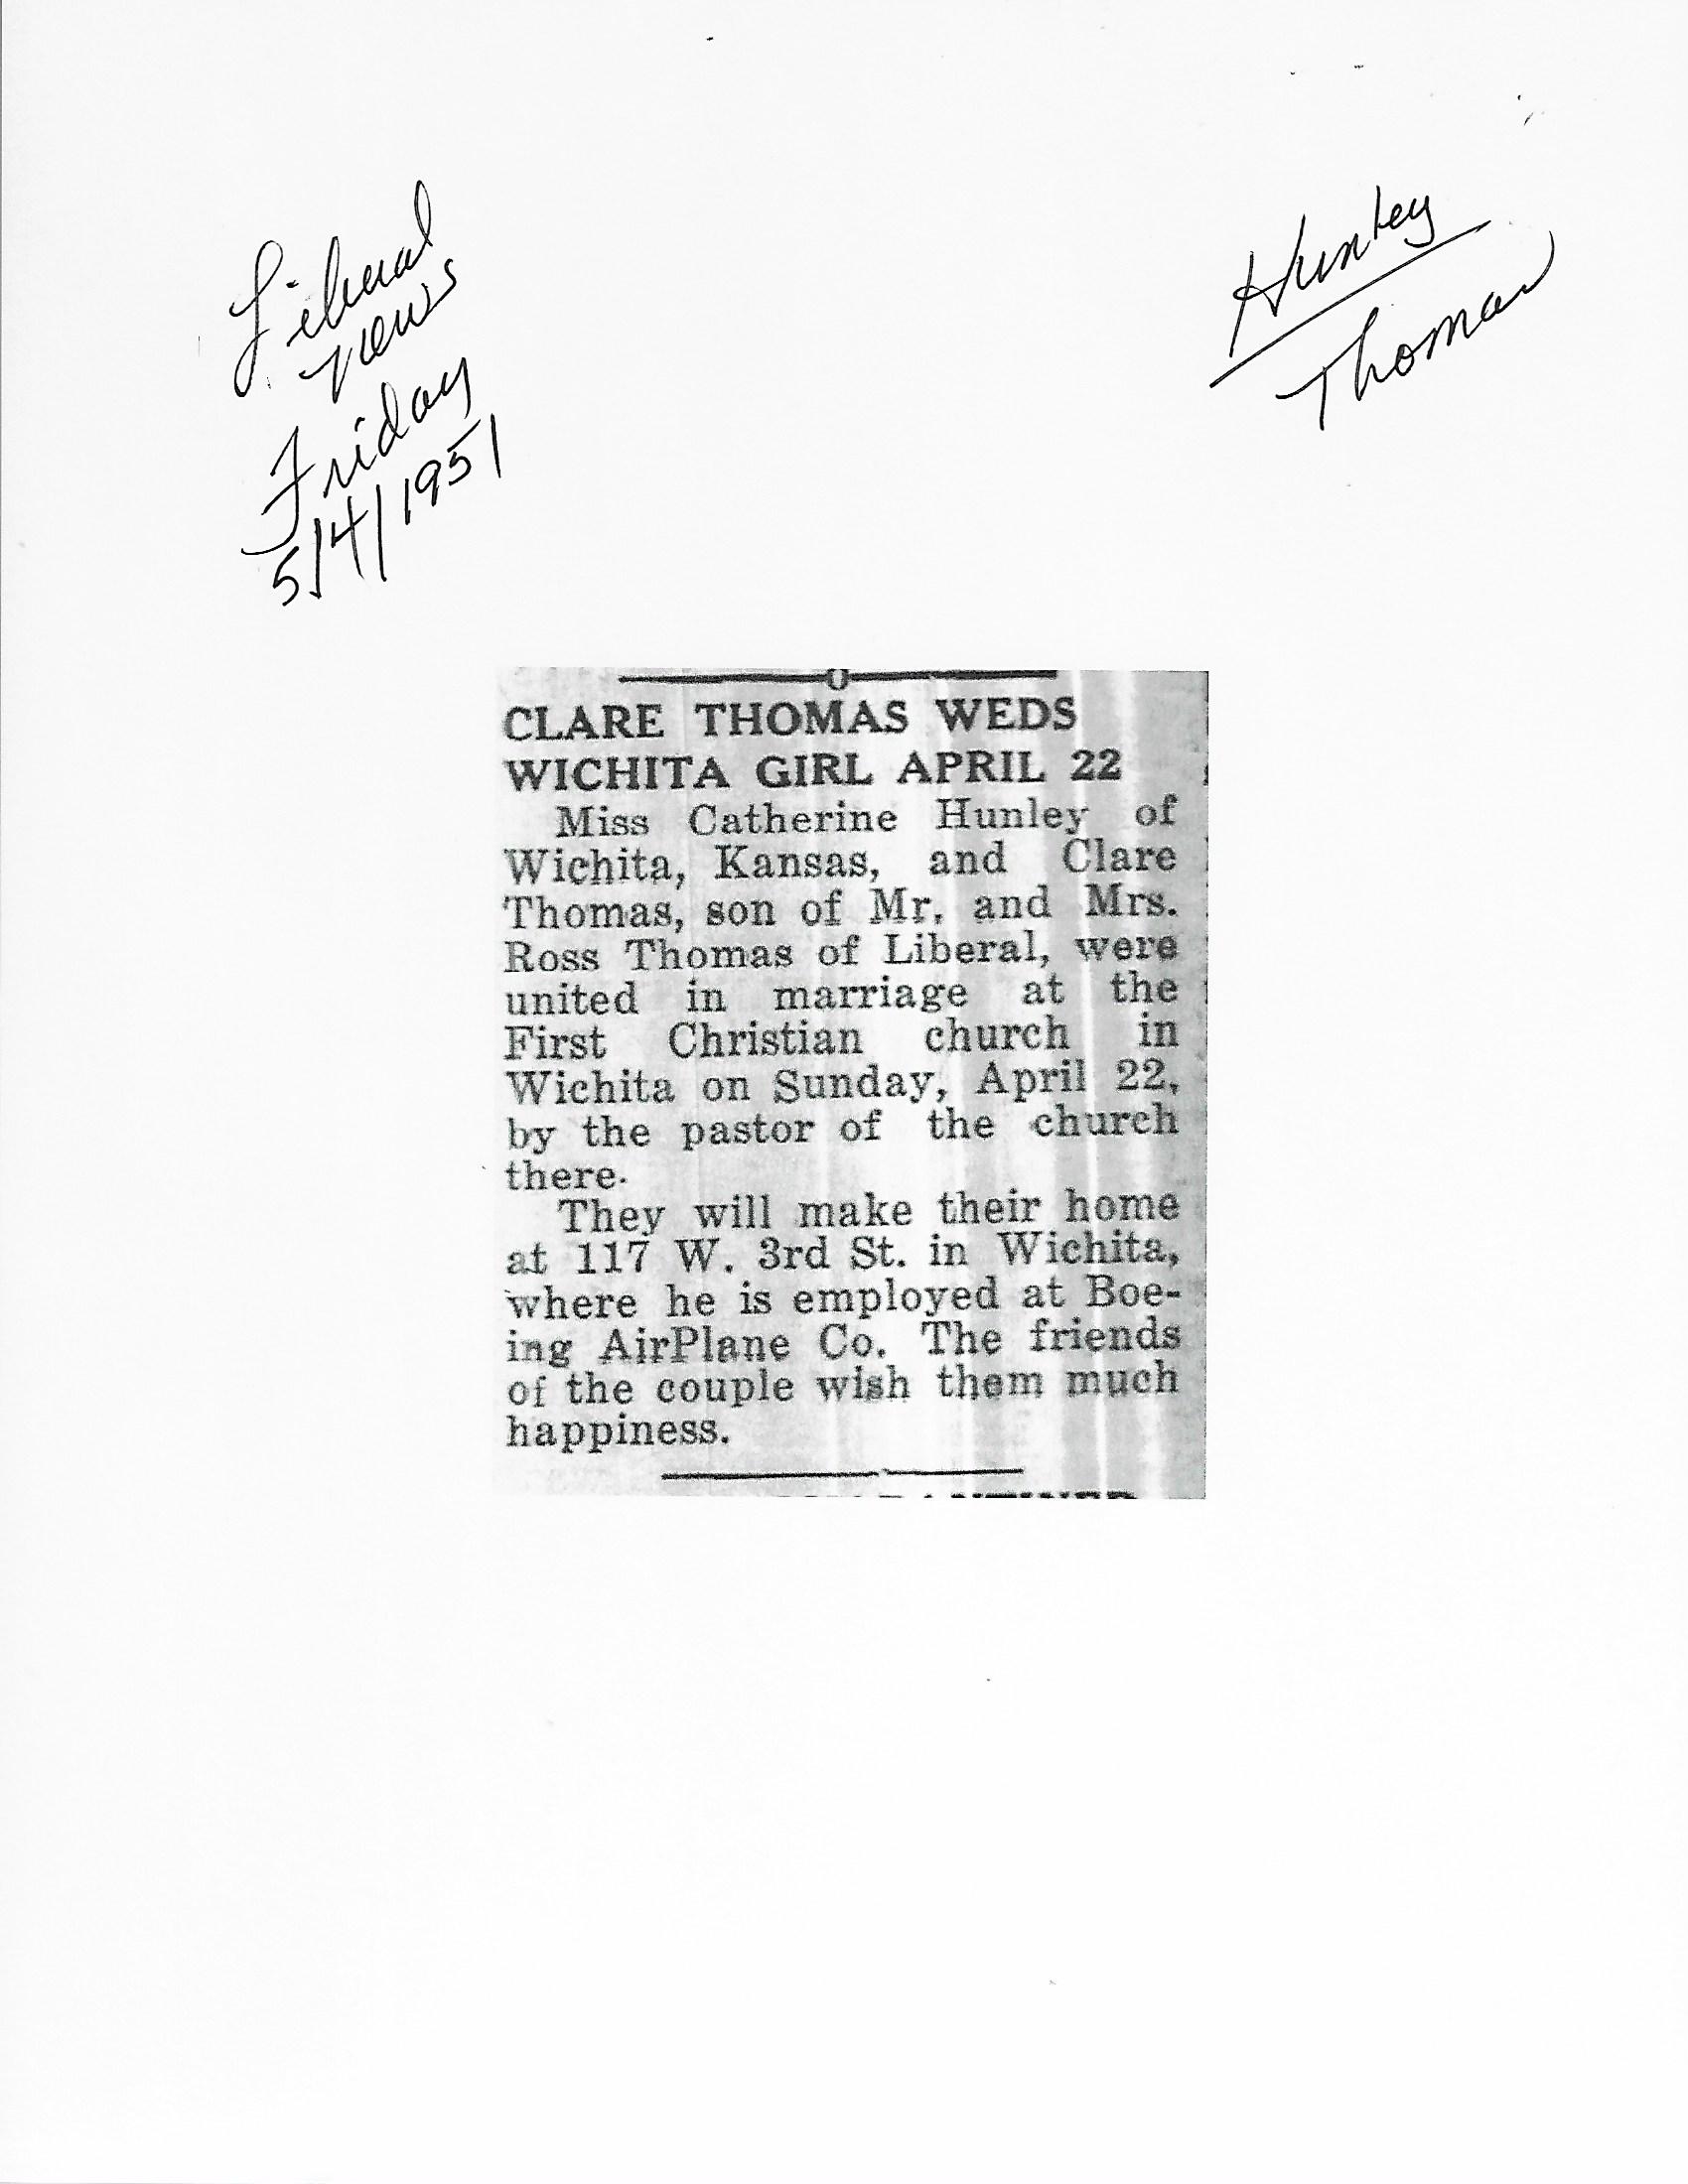 Liberal
News
Friday
5/4/1951
Hunley
Thomas
CLARE THOMAS WEDS
WICHITA GIRL APRIL 22
Miss Catherine Hunley of
Wichita, Kansas, and Clare
Thomas, son of Mr. and Mrs.
Ross Thomas of Liberal, were
united in marriage at the
First Christian church in
Wichita on Sunday, April 22,
by the pastor of the church
there.
They will make their home
at 117 W. 3rd St. in Wichita,
where he is employed at Boe-
ing AirPlane Co. The friends
of the couple wish them much
happiness.